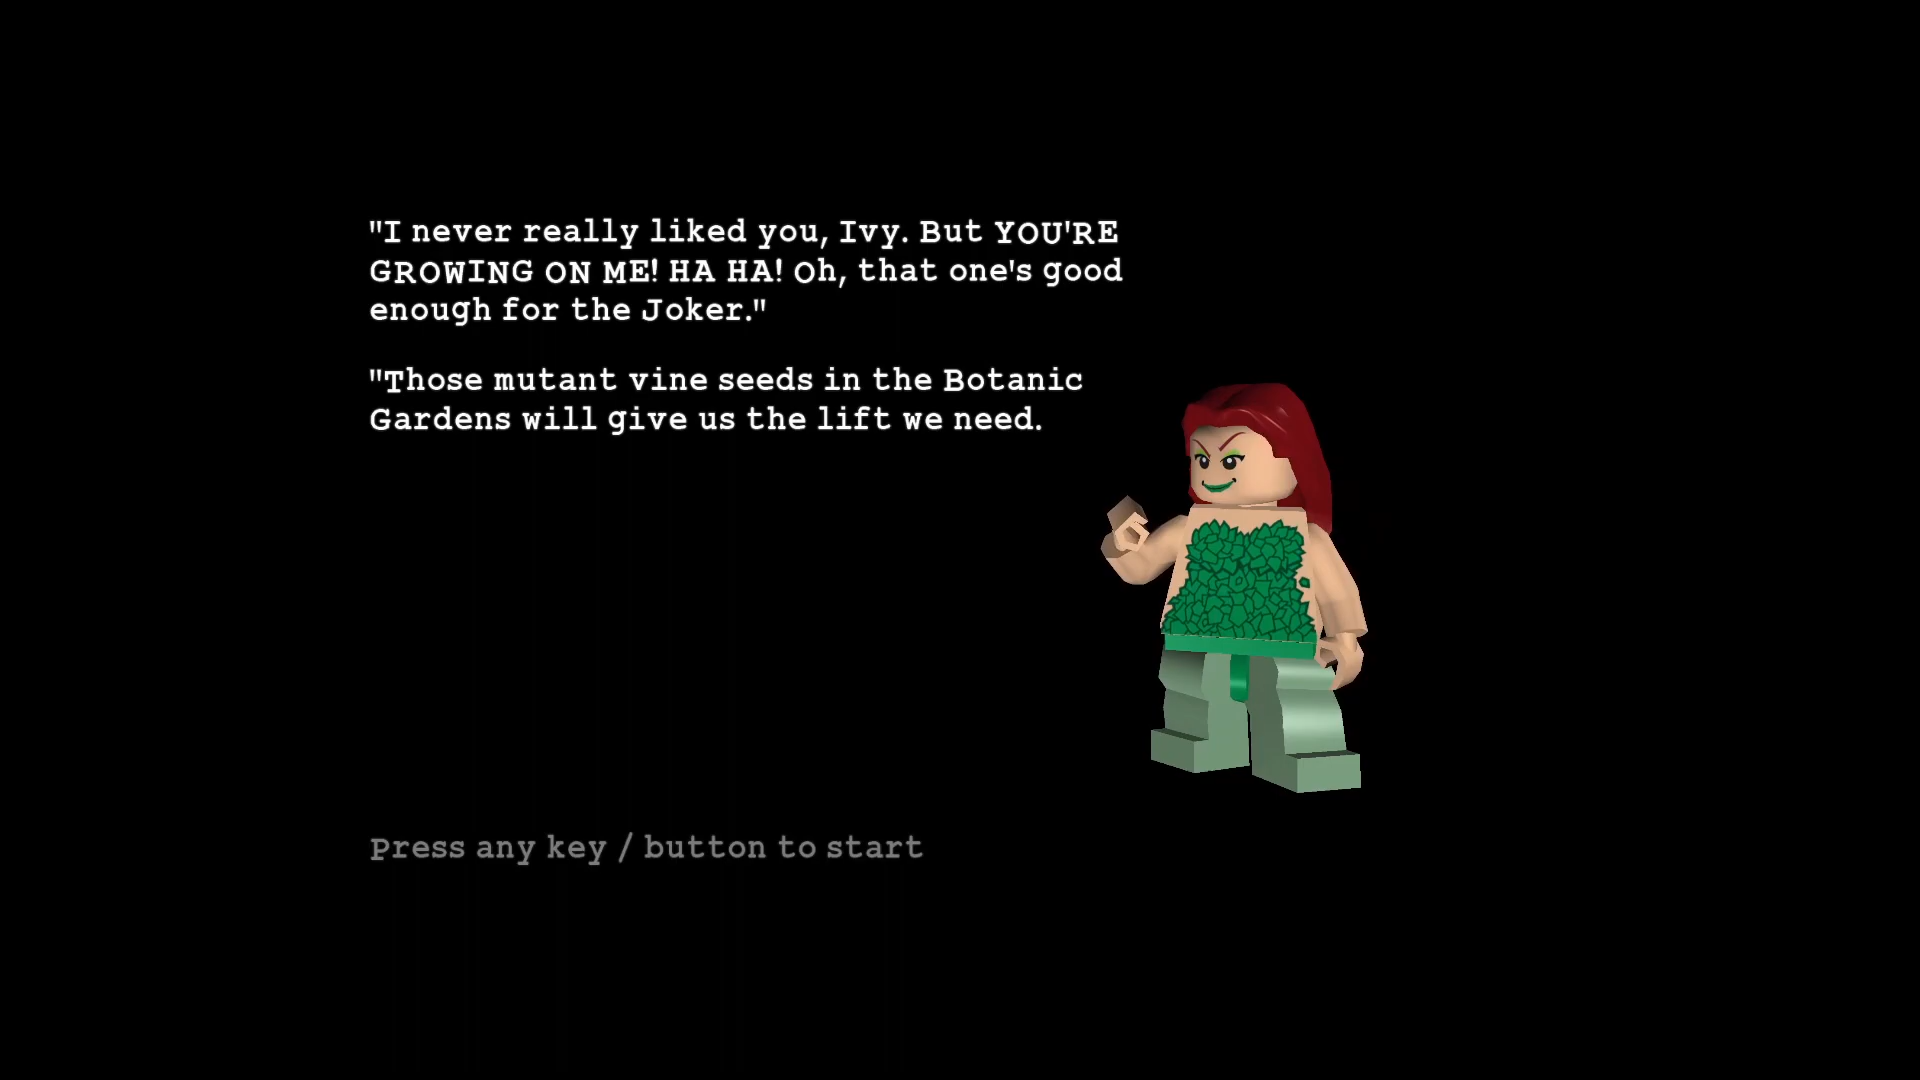 "I never really liked you, Ivy. But YOU'RE
GROWING ON ME! HA HA! Oh, that one's good
enough for the Joker."
"Those mutant vine seeds in the Botanic
Gardens will give us the lift we need.
Press any key / button to start